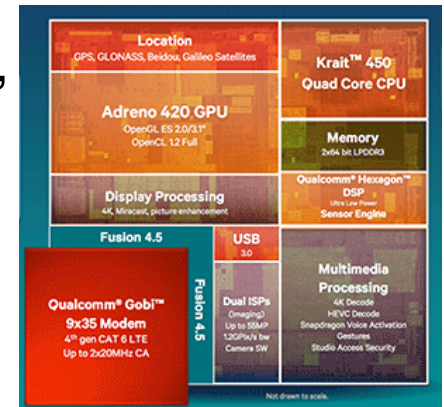 Location
GPS, GLONASS, Beidou, Galileo Satellites
Adreno 420 GPU
OpenGL ES 2.0/3.1*
OpenCL 1.2 Full
Display Processing
4K, Miracast, picture enhancement
Krait™ 450
Quad Core CPU
Memory
2x64 bit LPDDR3
Qualcomm® Hexagon™
DSP
Ultra Low Power
Sensor Engine
Fusion 4.5
Fusion 4.5
Qualcomm® Gobi™
9x35 Modem
4th gen CAT 6 LTE
Up to 2x20MHz CA
USB
3.0
Dual ISPs
(Imaging)
Up to 55MP
1.2GPix/s bw
Camera SW
Multimedia
Processing
4K Decode
HEVC Decode
Snapdragon Voice Activation
Gestures
Studio Access Security
Not drawn to scale.